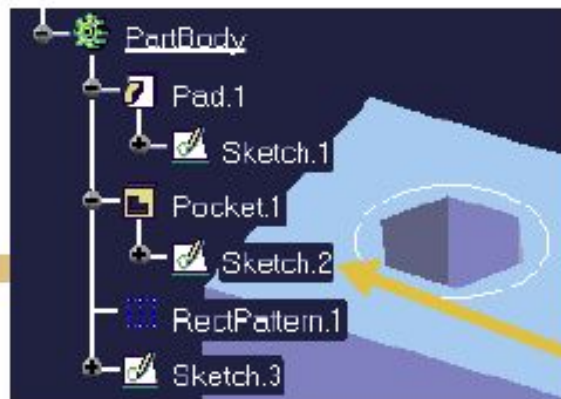 PartBody
Pad.1
Sketch.1
Pocket.1
Sketch.2
RectPattern.1
Sketch.3